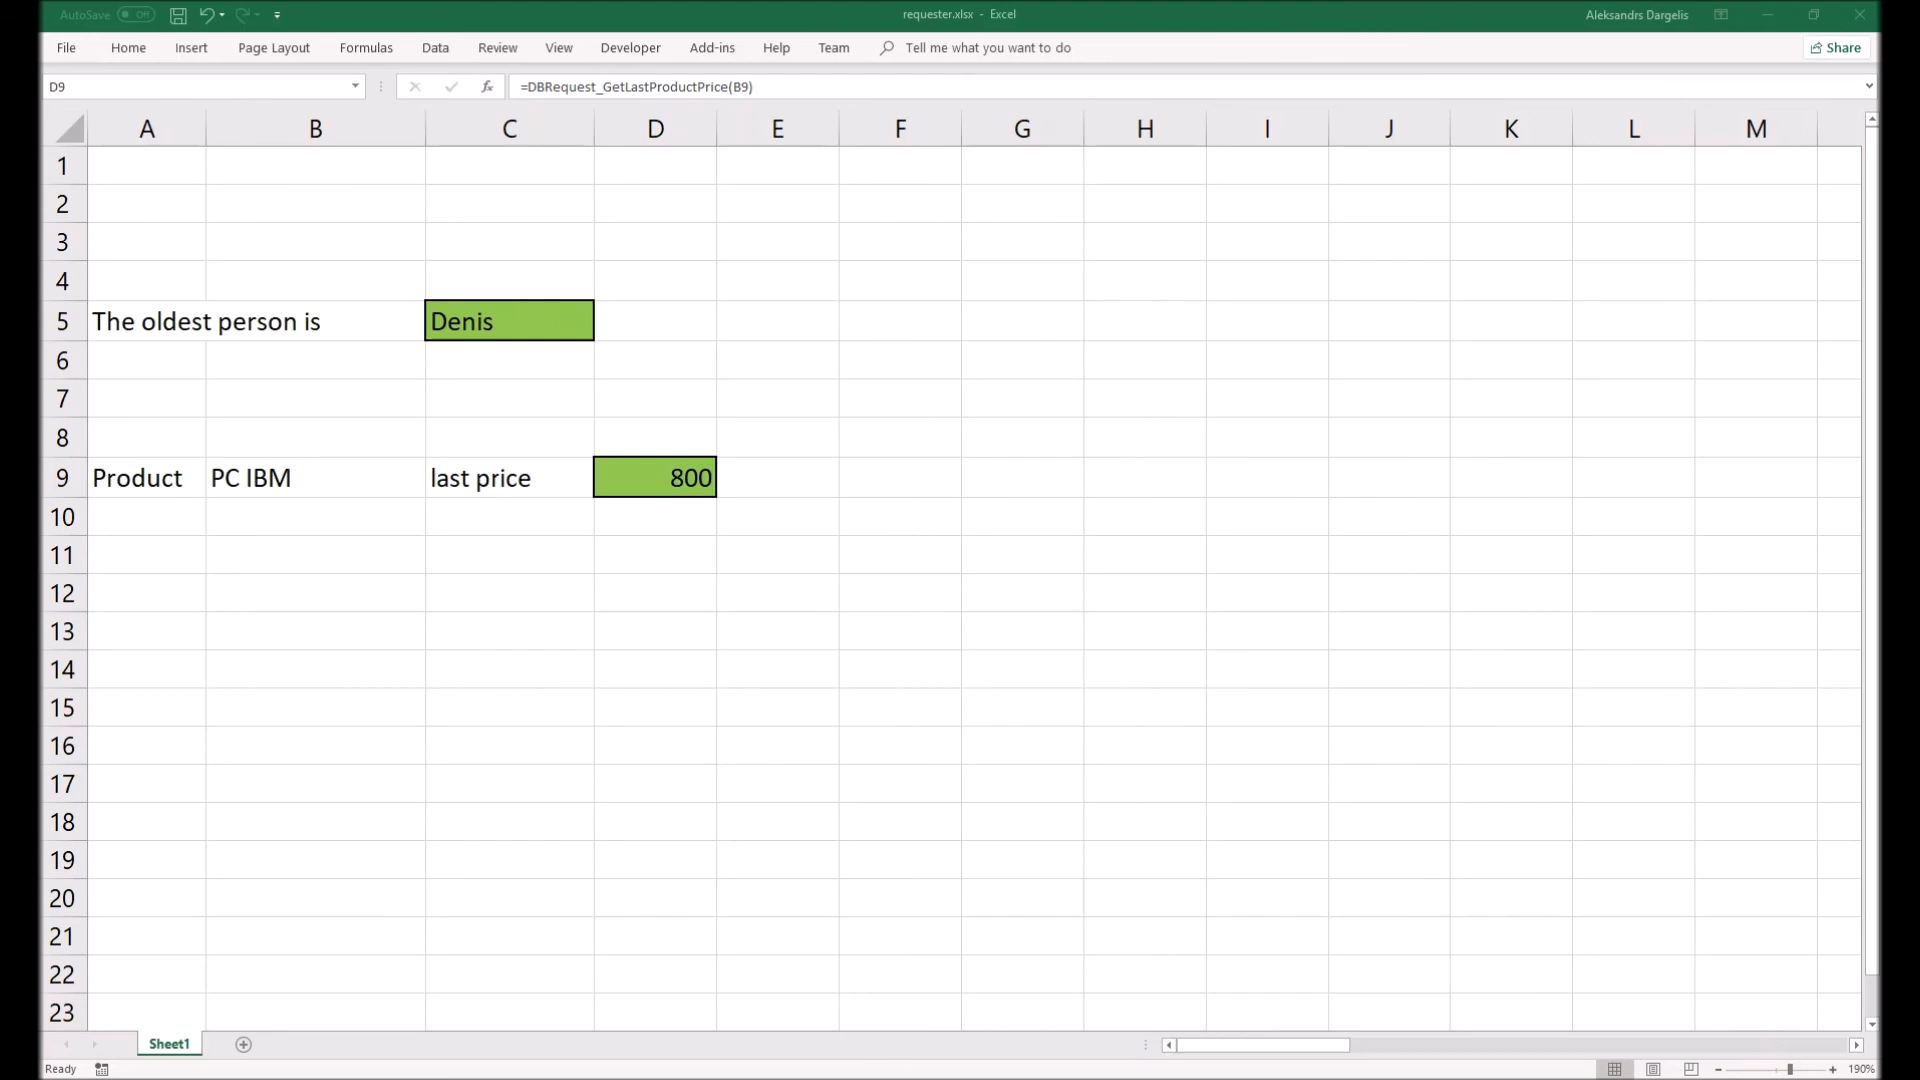 AutoSave Off requester.xlsx - Excel Aleksandrs Dargelis
File Home Insert Page Layout Formulas Data Review View Developer Add-ins Help Team Tell me what you want to do Share
D9 fx =DBRequest_GetLastProductPrice(B9)
A B C D E F G H I J K L M
1
2
3
4
5 The oldest person is Denis
6
7
8
9 Product PC IBM last price 800
10
11
12
13
14
15
16
17
18
19
20
21
22
23
Sheet1
Ready 190%